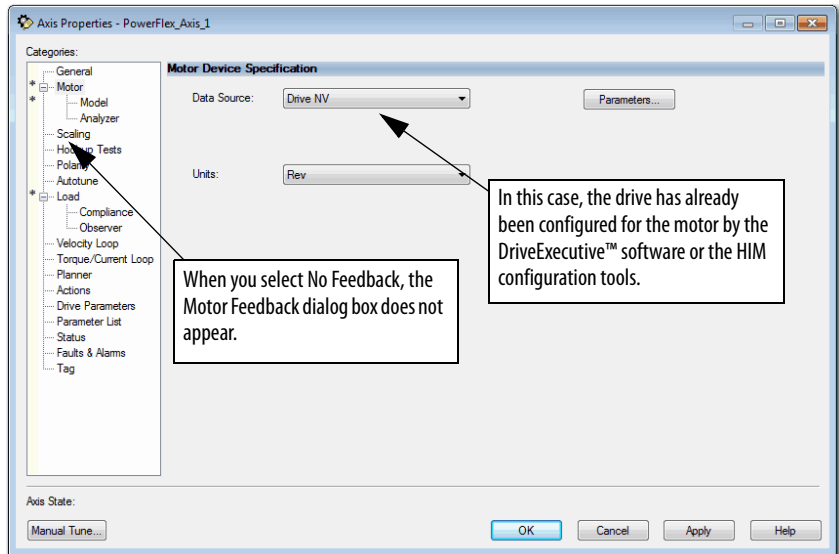 Axis Properties - PowerFlex_Axis_1
Categories:
General
* Motor
* Model
Analyzer
Scaling
Hookup Tests
Polarity
Autotune
* Load
Compliance
Observer
Velocity Loop
Torque/Current Loop
Planner
Actions
Drive Parameters
Parameter List
Status
Faults & Alarms
Tag
Motor Device Specification
Data Source: Drive NV Parameters...
Units: Rev
In this case, the drive has already
been configured for the motor by the
DriveExecutive™ software or the HIM
configuration tools.
When you select No Feedback, the
Motor Feedback dialog box does not
appear.
Axis State:
Manual Tune... OK Cancel Apply Help